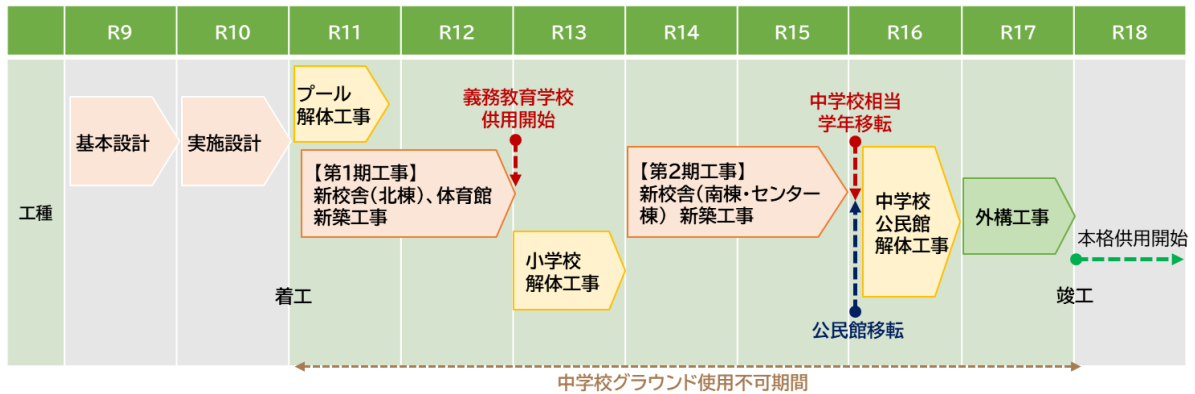 R9
R10
R11
R12
R13
R14
R15
R16
R17
R18
工種
基本設計
実施設計
プール
解体工事
【第1期工事】
新校舎(北棟)、体育館
新築工事
義務教育学校
供用開始
小学校
解体工事
【第2期工事】
新校舎(南棟・センター
棟) 新築工事
中学校相当
学年移転
公民館移転
中学校
公民館
解体工事
外構工事
本格供用開始
着工
竣工
中学校グラウンド使用不可期間